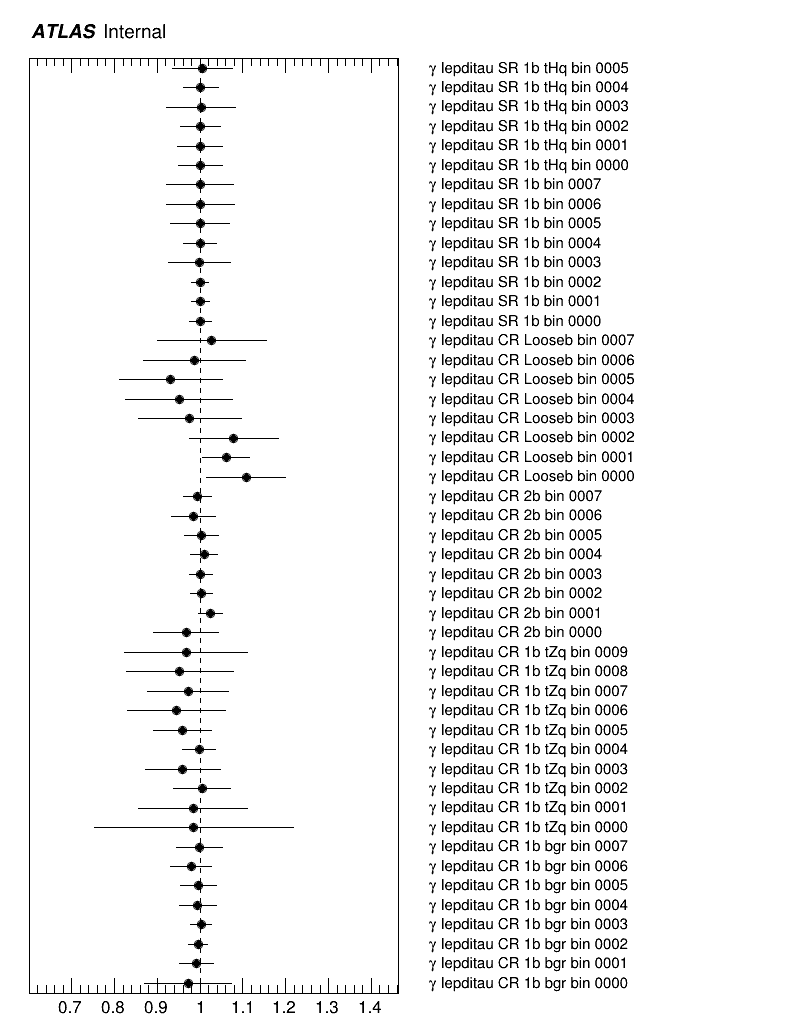 ATLAS Internal
γ lepditau SR 1b tHq bin 0005
γ lepditau SR 1b tHq bin 0004
γ lepditau SR 1b tHq bin 0003
γ lepditau SR 1b tHq bin 0002
γ lepditau SR 1b tHq bin 0001
γ lepditau SR 1b tHq bin 0000
γ lepditau SR 1b bin 0007
γ lepditau SR 1b bin 0006
γ lepditau SR 1b bin 0005
γ lepditau SR 1b bin 0004
γ lepditau SR 1b bin 0003
γ lepditau SR 1b bin 0002
γ lepditau SR 1b bin 0001
γ lepditau SR 1b bin 0000
γ lepditau CR Looseb bin 0007
γ lepditau CR Looseb bin 0006
γ lepditau CR Looseb bin 0005
γ lepditau CR Looseb bin 0004
γ lepditau CR Looseb bin 0003
γ lepditau CR Looseb bin 0002
γ lepditau CR Looseb bin 0001
γ lepditau CR Looseb bin 0000
γ lepditau CR 2b bin 0007
γ lepditau CR 2b bin 0006
γ lepditau CR 2b bin 0005
γ lepditau CR 2b bin 0004
γ lepditau CR 2b bin 0003
γ lepditau CR 2b bin 0002
γ lepditau CR 2b bin 0001
γ lepditau CR 2b bin 0000
γ lepditau CR 1b tZq bin 0009
γ lepditau CR 1b tZq bin 0008
γ lepditau CR 1b tZq bin 0007
γ lepditau CR 1b tZq bin 0006
γ lepditau CR 1b tZq bin 0005
γ lepditau CR 1b tZq bin 0004
γ lepditau CR 1b tZq bin 0003
γ lepditau CR 1b tZq bin 0002
γ lepditau CR 1b tZq bin 0001
γ lepditau CR 1b tZq bin 0000
γ lepditau CR 1b bgr bin 0007
γ lepditau CR 1b bgr bin 0006
γ lepditau CR 1b bgr bin 0005
γ lepditau CR 1b bgr bin 0004
γ lepditau CR 1b bgr bin 0003
γ lepditau CR 1b bgr bin 0002
γ lepditau CR 1b bgr bin 0001
γ lepditau CR 1b bgr bin 0000
0.7 0.8 0.9 1 1.1 1.2 1.3 1.4